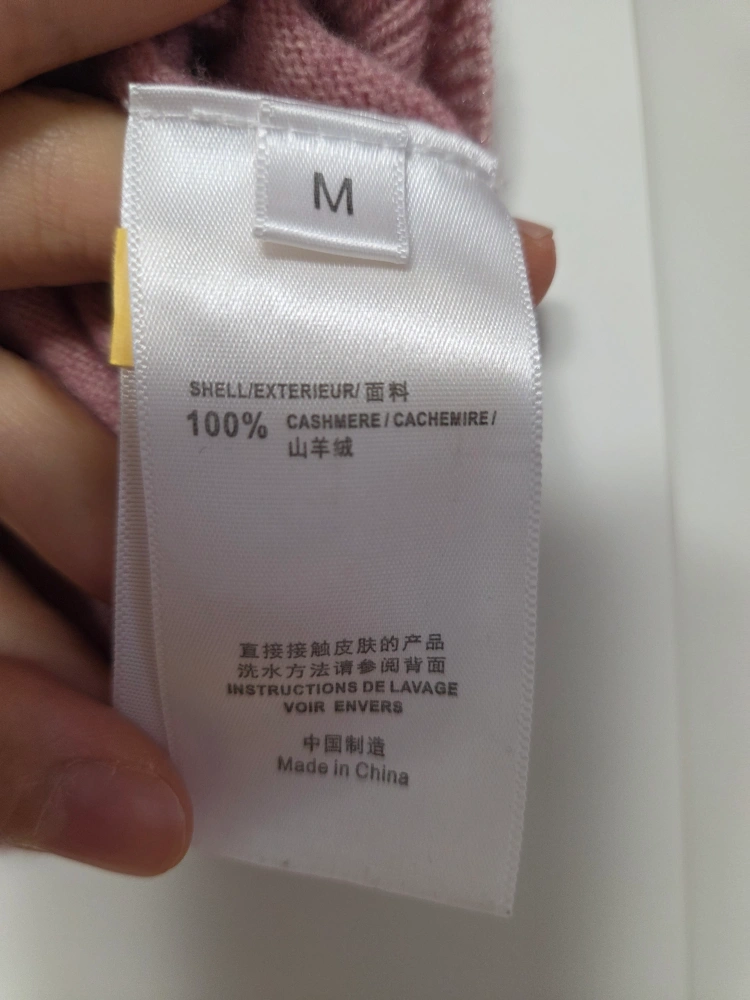 M
SHELL/EXTERIEUR/面料
100% CASHMERE/CACHEMIRE/
山羊绒
直接接触皮肤的产品
洗水方法请参阅背面
INSTRUCTIONS DE LAVAGE
VOIR ENVERS
中国制造
Made in China